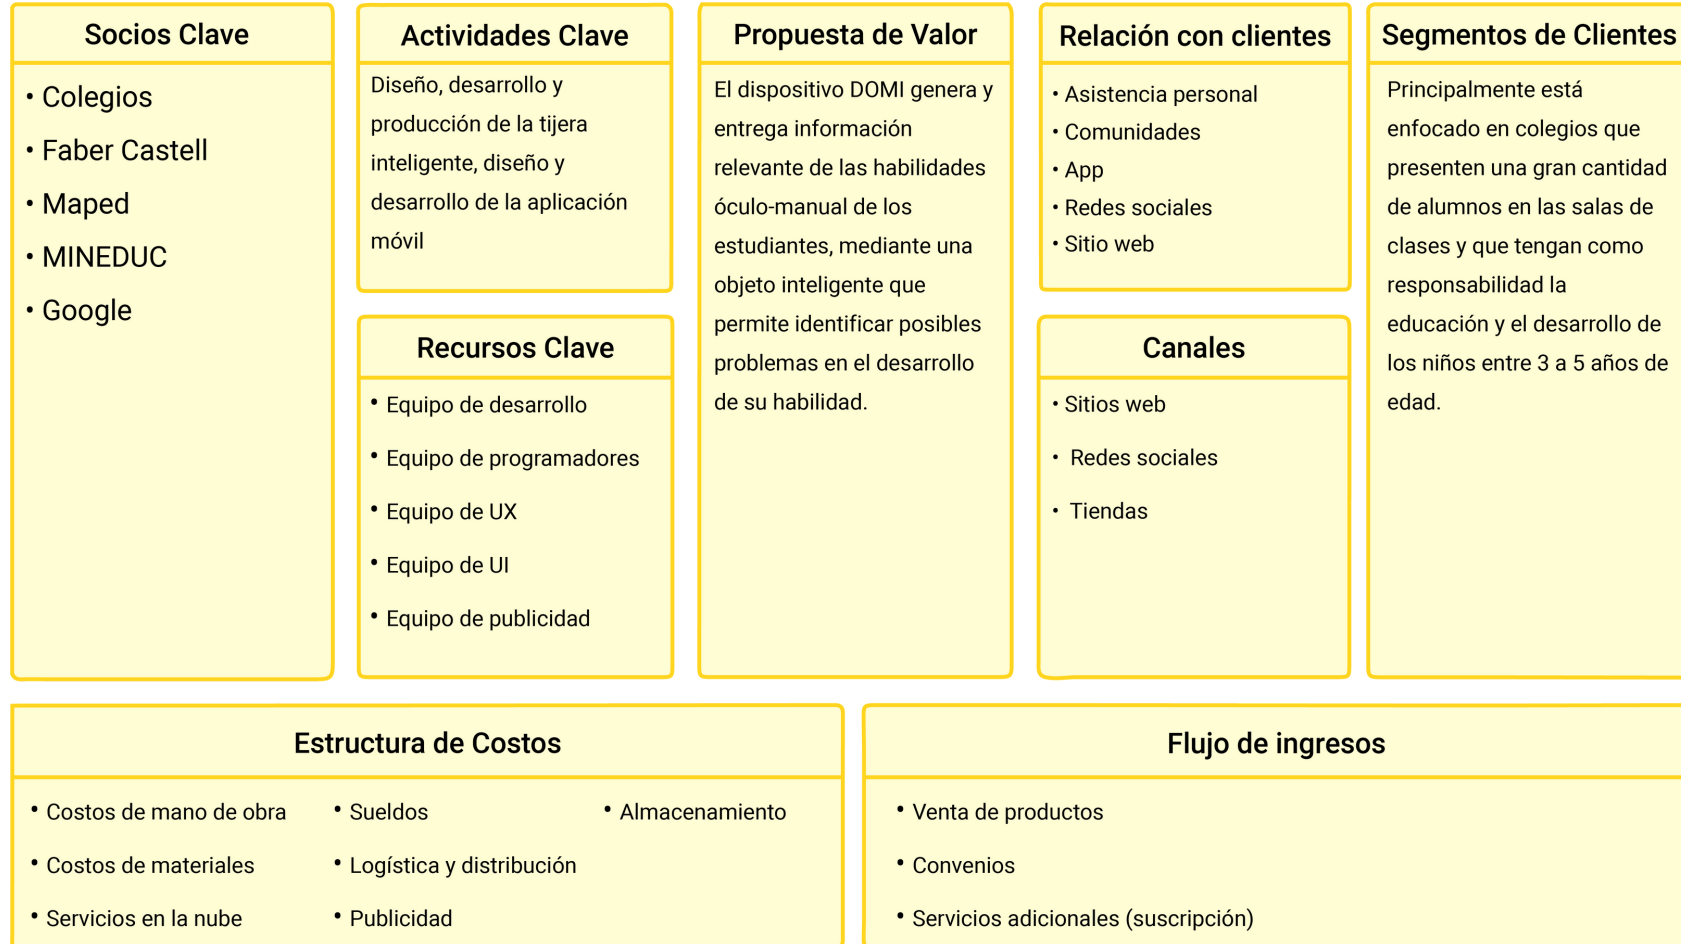 Socios Clave
• Colegios
• Faber Castell
• Maped
• MINEDUC
• Google
Actividades Clave
Diseño, desarrollo y
producción de la tijera
inteligente, diseño y
desarrollo de la aplicación
móvil
Recursos Clave
• Equipo de desarrollo
• Equipo de programadores
• Equipo de UX
• Equipo de UI
• Equipo de publicidad
Propuesta de Valor
El dispositivo DOMI genera y
entrega información
relevante de las habilidades
óculo-manual de los
estudiantes, mediante una
objeto inteligente que
permite identificar posibles
problemas en el desarrollo
de su habilidad.
Relación con clientes
• Asistencia personal
• Comunidades
• App
• Redes sociales
• Sitio web
Canales
• Sitios web
• Redes sociales
• Tiendas
Segmentos de Clientes
Principalmente está
enfocado en colegios que
presenten una gran cantidad
de alumnos en las salas de
clases y que tengan como
responsabilidad la
educación y el desarrollo de
los niños entre 3 a 5 años de
edad.
Estructura de Costos
• Costos de mano de obra
• Costos de materiales
• Servicios en la nube
• Sueldos
• Logística y distribución
• Publicidad
• Almacenamiento
Flujo de ingresos
• Venta de productos
• Convenios
• Servicios adicionales (suscripción)